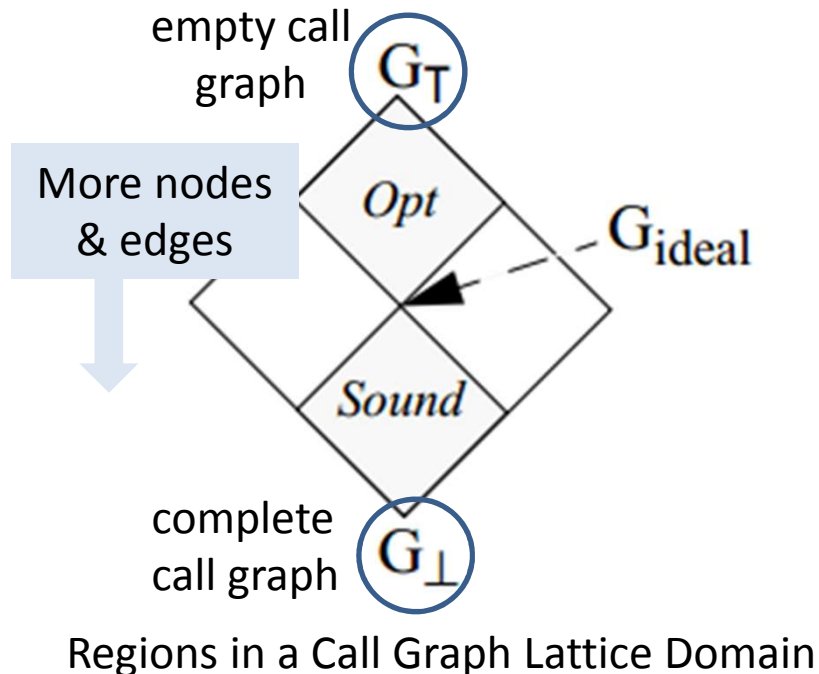 empty call
graph
G⊤
More nodes
& edges
Opt
Gideal
Sound
complete
call graph
G⊥
Regions in a Call Graph Lattice Domain